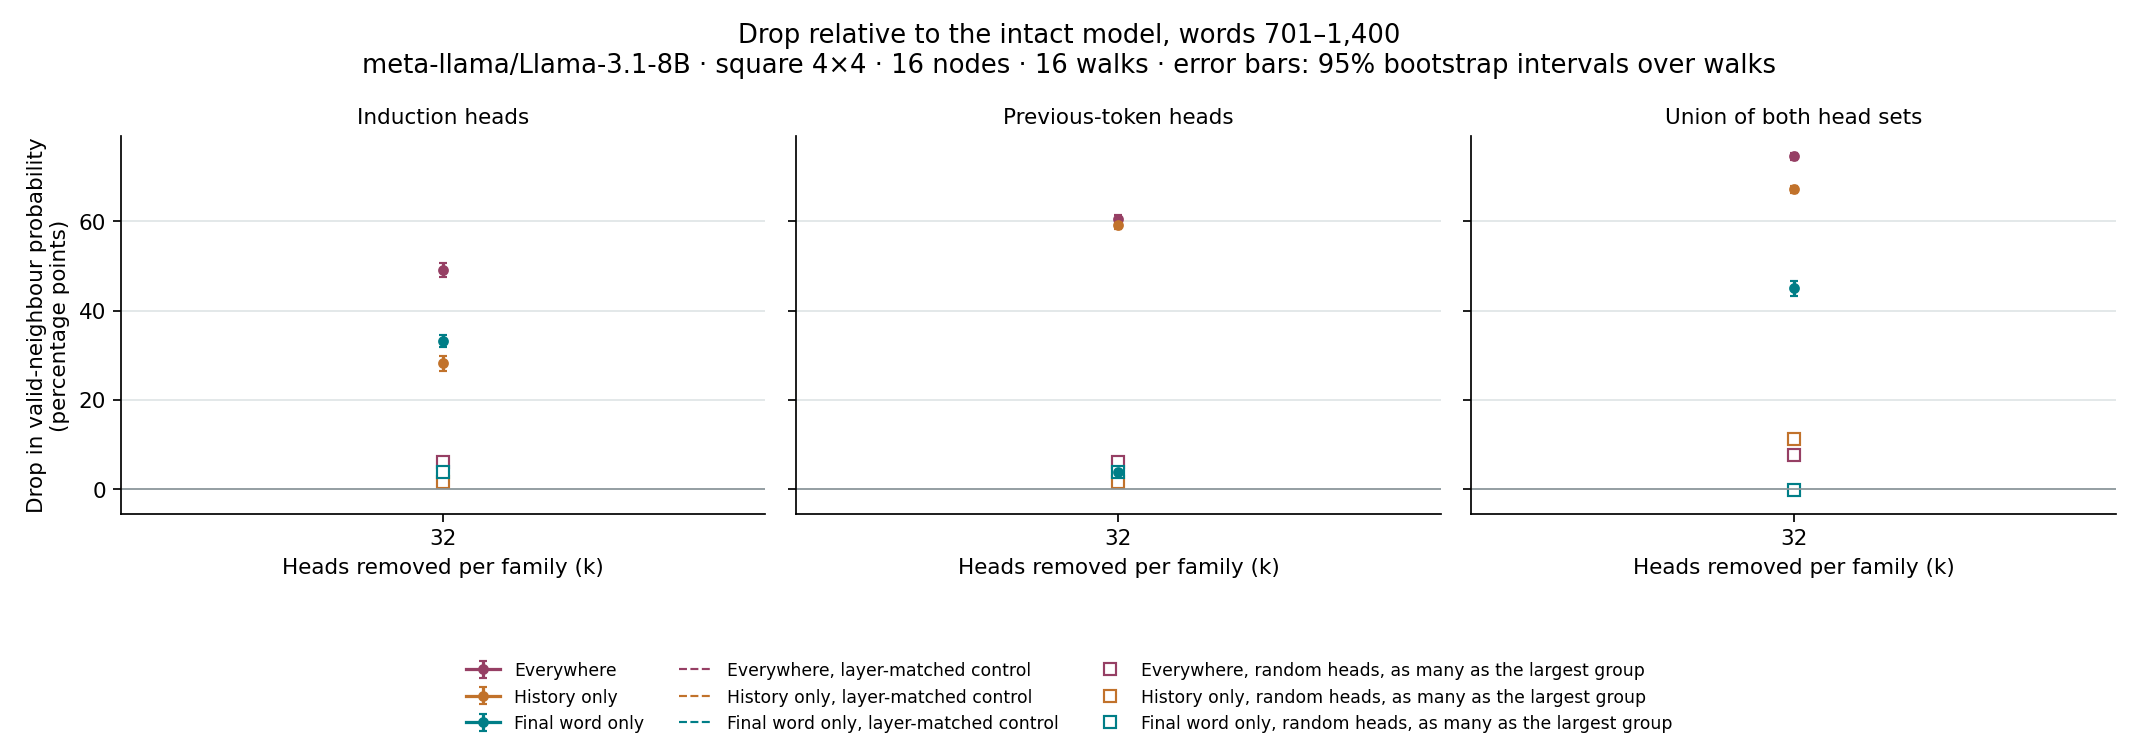 Drop relative to the intact model, words 701–1,400
meta-llama/Llama-3.1-8B · square 4×4 · 16 nodes · 16 walks · error bars: 95% bootstrap intervals over walks
Induction heads
Previous-token heads
Union of both head sets
Drop in valid-neighbour probability
(percentage points)
60
40
20
0
32
32
32
Heads removed per family (k)
Heads removed per family (k)
Heads removed per family (k)
Everywhere
History only
Final word only
Everywhere, layer-matched control
History only, layer-matched control
Final word only, layer-matched control
Everywhere, random heads, as many as the largest group
History only, random heads, as many as the largest group
Final word only, random heads, as many as the largest group